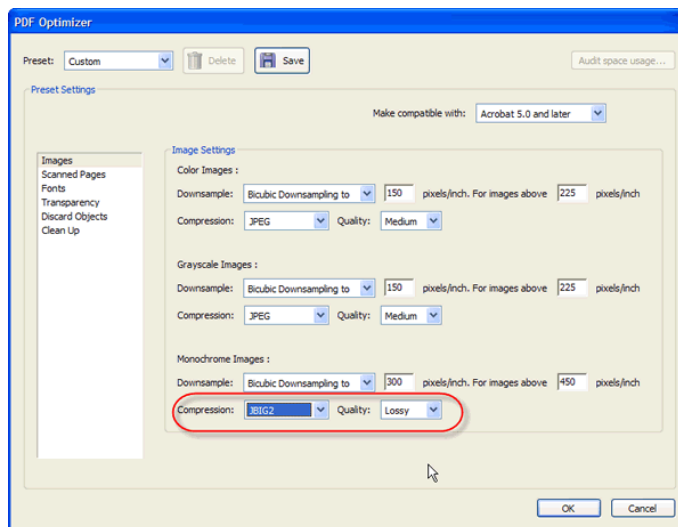 PDF Optimizer
Preset: Custom Delete Save Audit space usage...
Preset Settings
Make compatible with: Acrobat 5.0 and later
Images
Scanned Pages
Fonts
Transparency
Discard Objects
Clean Up
Image Settings
Color Images :
Downsample: Bicubic Downsampling to 150 pixels/inch. For images above 225 pixels/inch
Compression: JPEG Quality: Medium
Grayscale Images :
Downsample: Bicubic Downsampling to 150 pixels/inch. For images above 225 pixels/inch
Compression: JPEG Quality: Medium
Monochrome Images :
Downsample: Bicubic Downsampling to 300 pixels/inch. For images above 450 pixels/inch
Compression: JBIG2 Quality: Lossy
OK Cancel